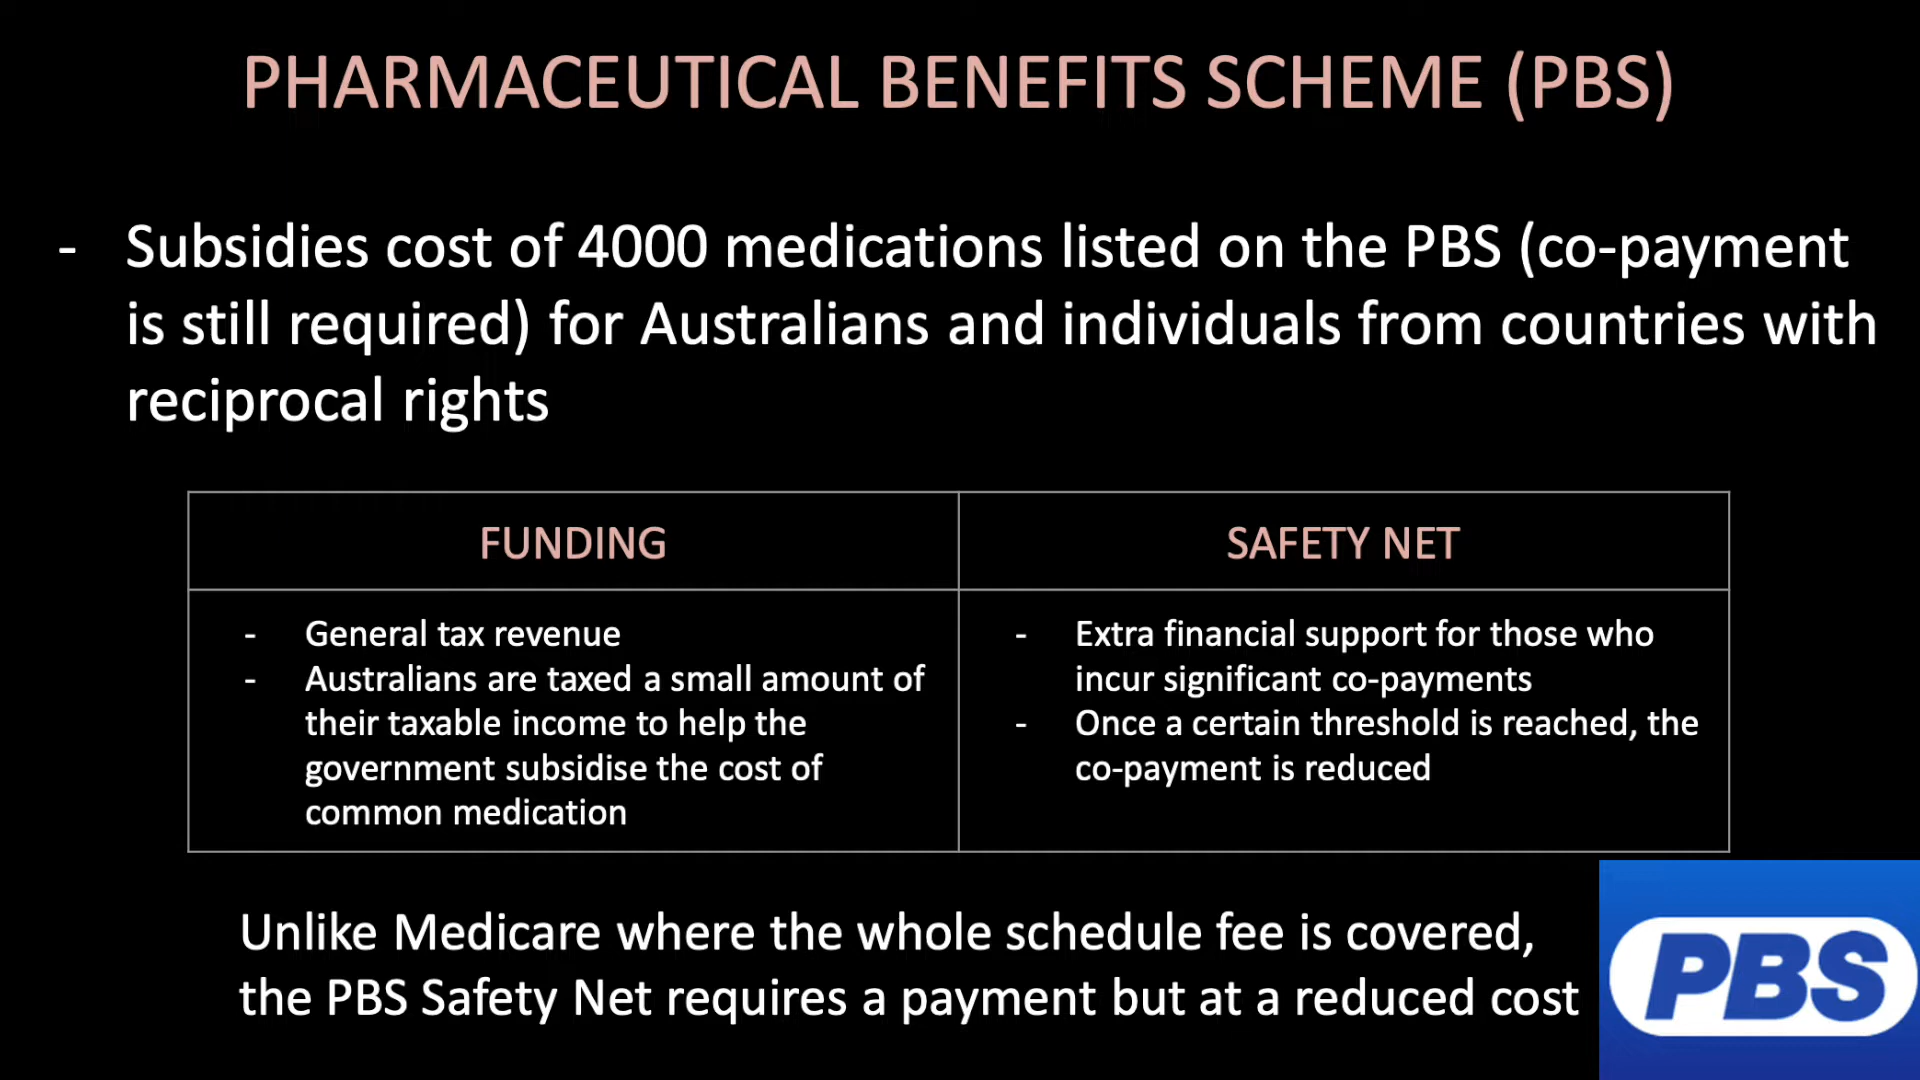 PHARMACEUTICAL BENEFITS SCHEME (PBS)
- Subsidies cost of 4000 medications listed on the PBS (co-payment
is still required) for Australians and individuals from countries with
reciprocal rights
FUNDING
- General tax revenue
- Australians are taxed a small amount of
their taxable income to help the
government subsidise the cost of
common medication
SAFETY NET
- Extra financial support for those who
incur significant co-payments
- Once a certain threshold is reached, the
co-payment is reduced
Unlike Medicare where the whole schedule fee is covered,
the PBS Safety Net requires a payment but at a reduced cost
PBS